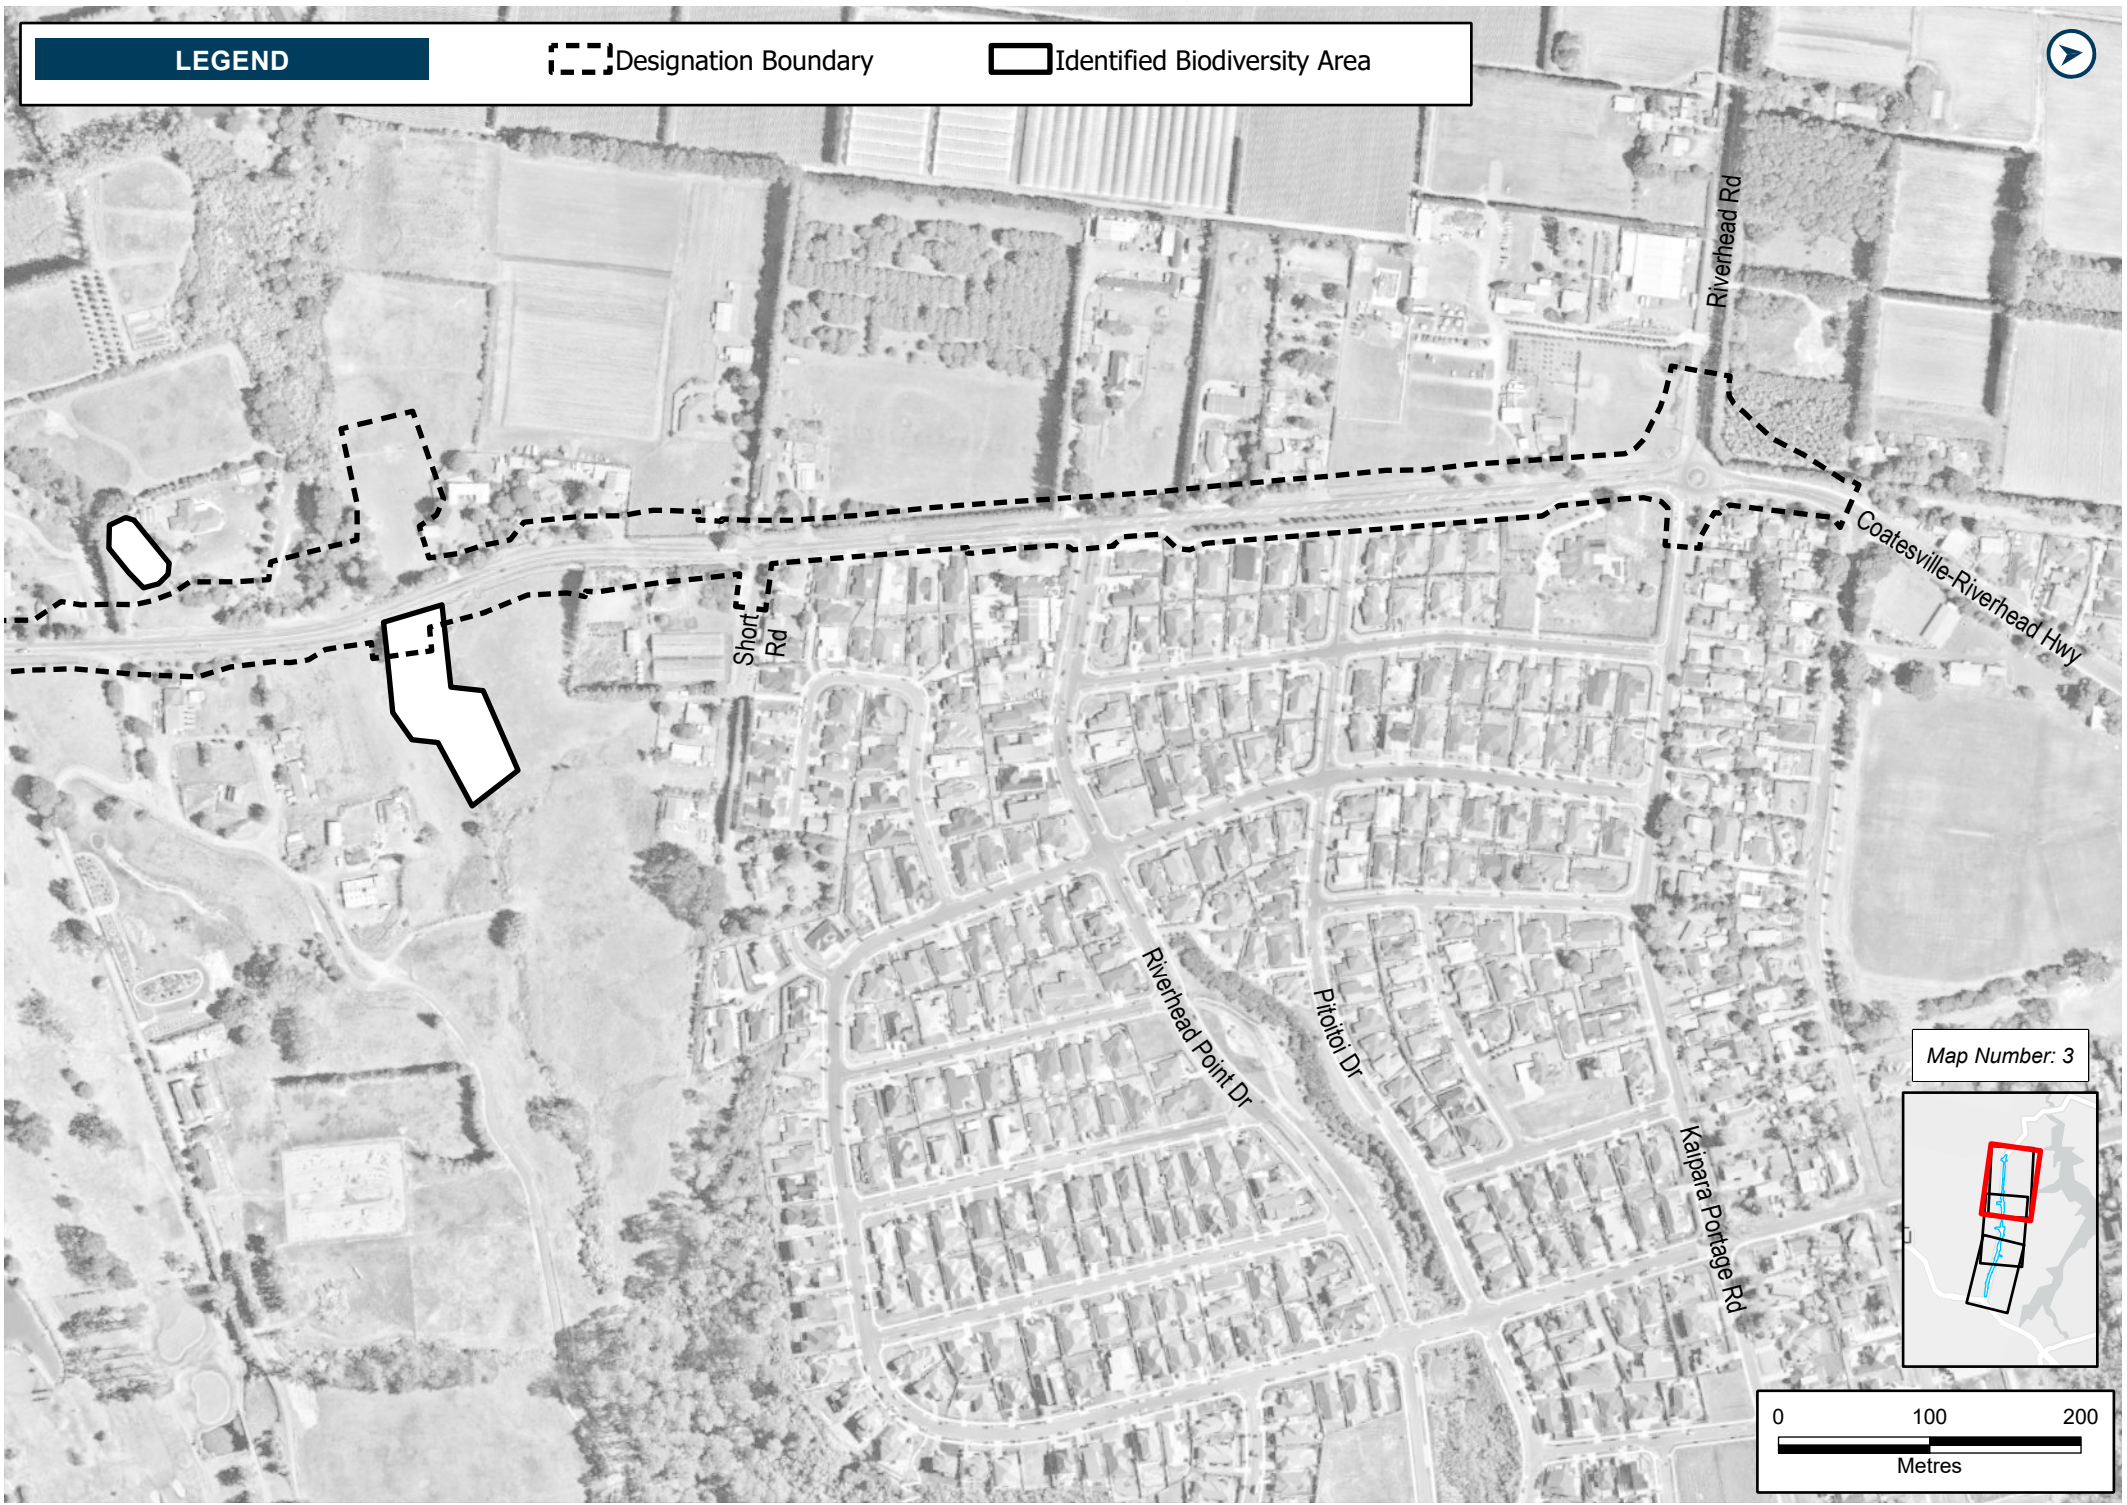 LEGEND
Designation Boundary
Identified Biodiversity Area
Riverhead Rd
Coatesville-Riverhead Hwy
Short
Rd
Riverhead Point Dr
Pitoitoi Dr
Kaipara Portage Rd
Map Number: 3
0 100 200
Metres